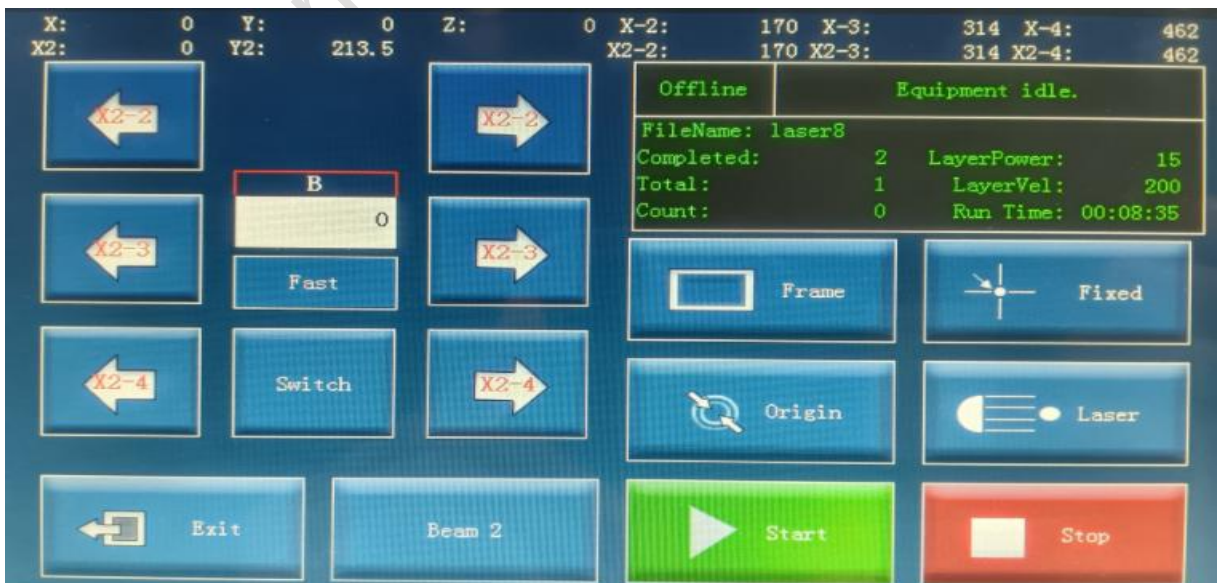 X: 0 Y: 0 Z: 0 X-2: 170 X-3: 314 X-4: 462
X2: 0 Y2: 213.5 X2-2: 170 X2-3: 314 X2-4: 462
X2-2 X2-2
Offline Equipment idle.
FileName: laser8
Completed: 2 LayerPower: 15
Total: 1 LayerVel: 200
Count: 0 Run Time: 00:08:35
B
0
X2-3 X2-3
Fast
Frame Fixed
X2-4 Switch X2-4
Origin Laser
Exit Beam 2 Start Stop